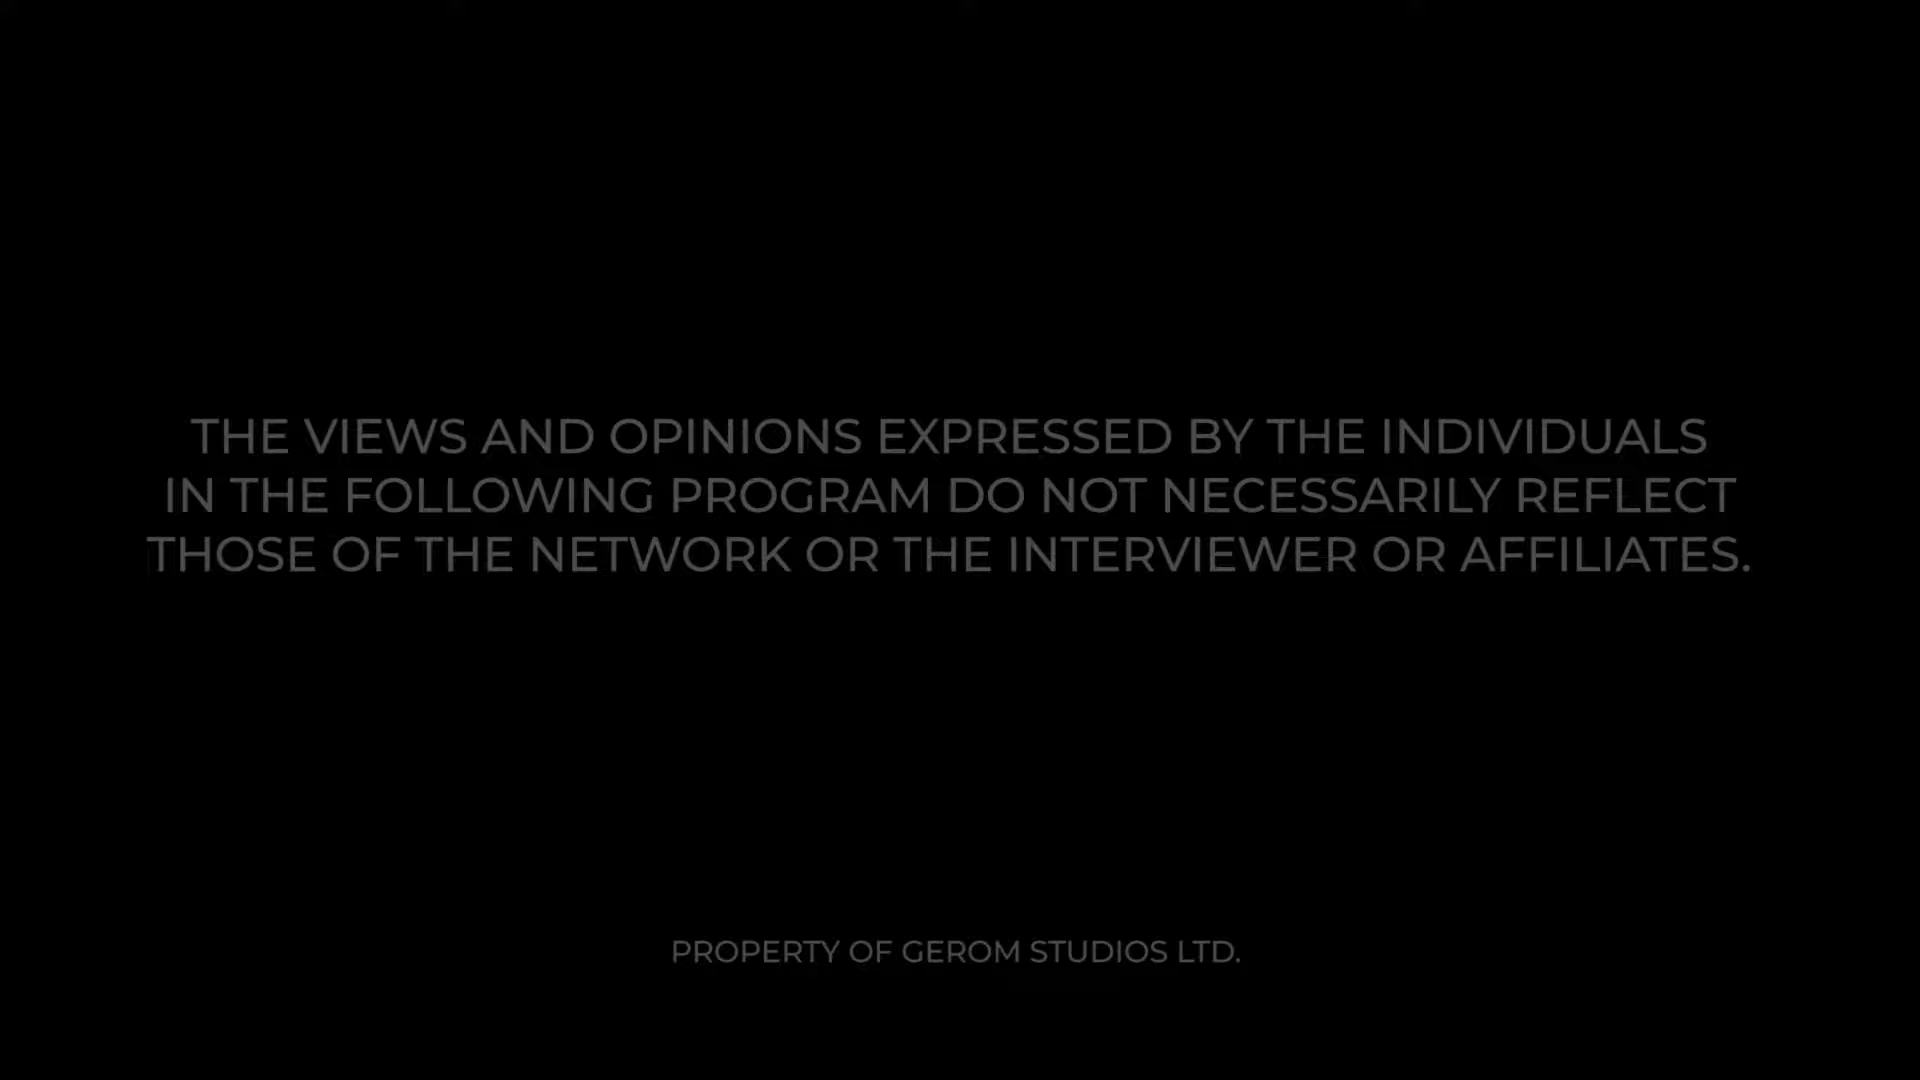 THE VIEWS AND OPINIONS EXPRESSED BY THE INDIVIDUALS
IN THE FOLLOWING PROGRAM DO NOT NECESSARILY REFLECT
THOSE OF THE NETWORK OR THE INTERVIEWER OR AFFILIATES.
PROPERTY OF GEROM STUDIOS LTD.